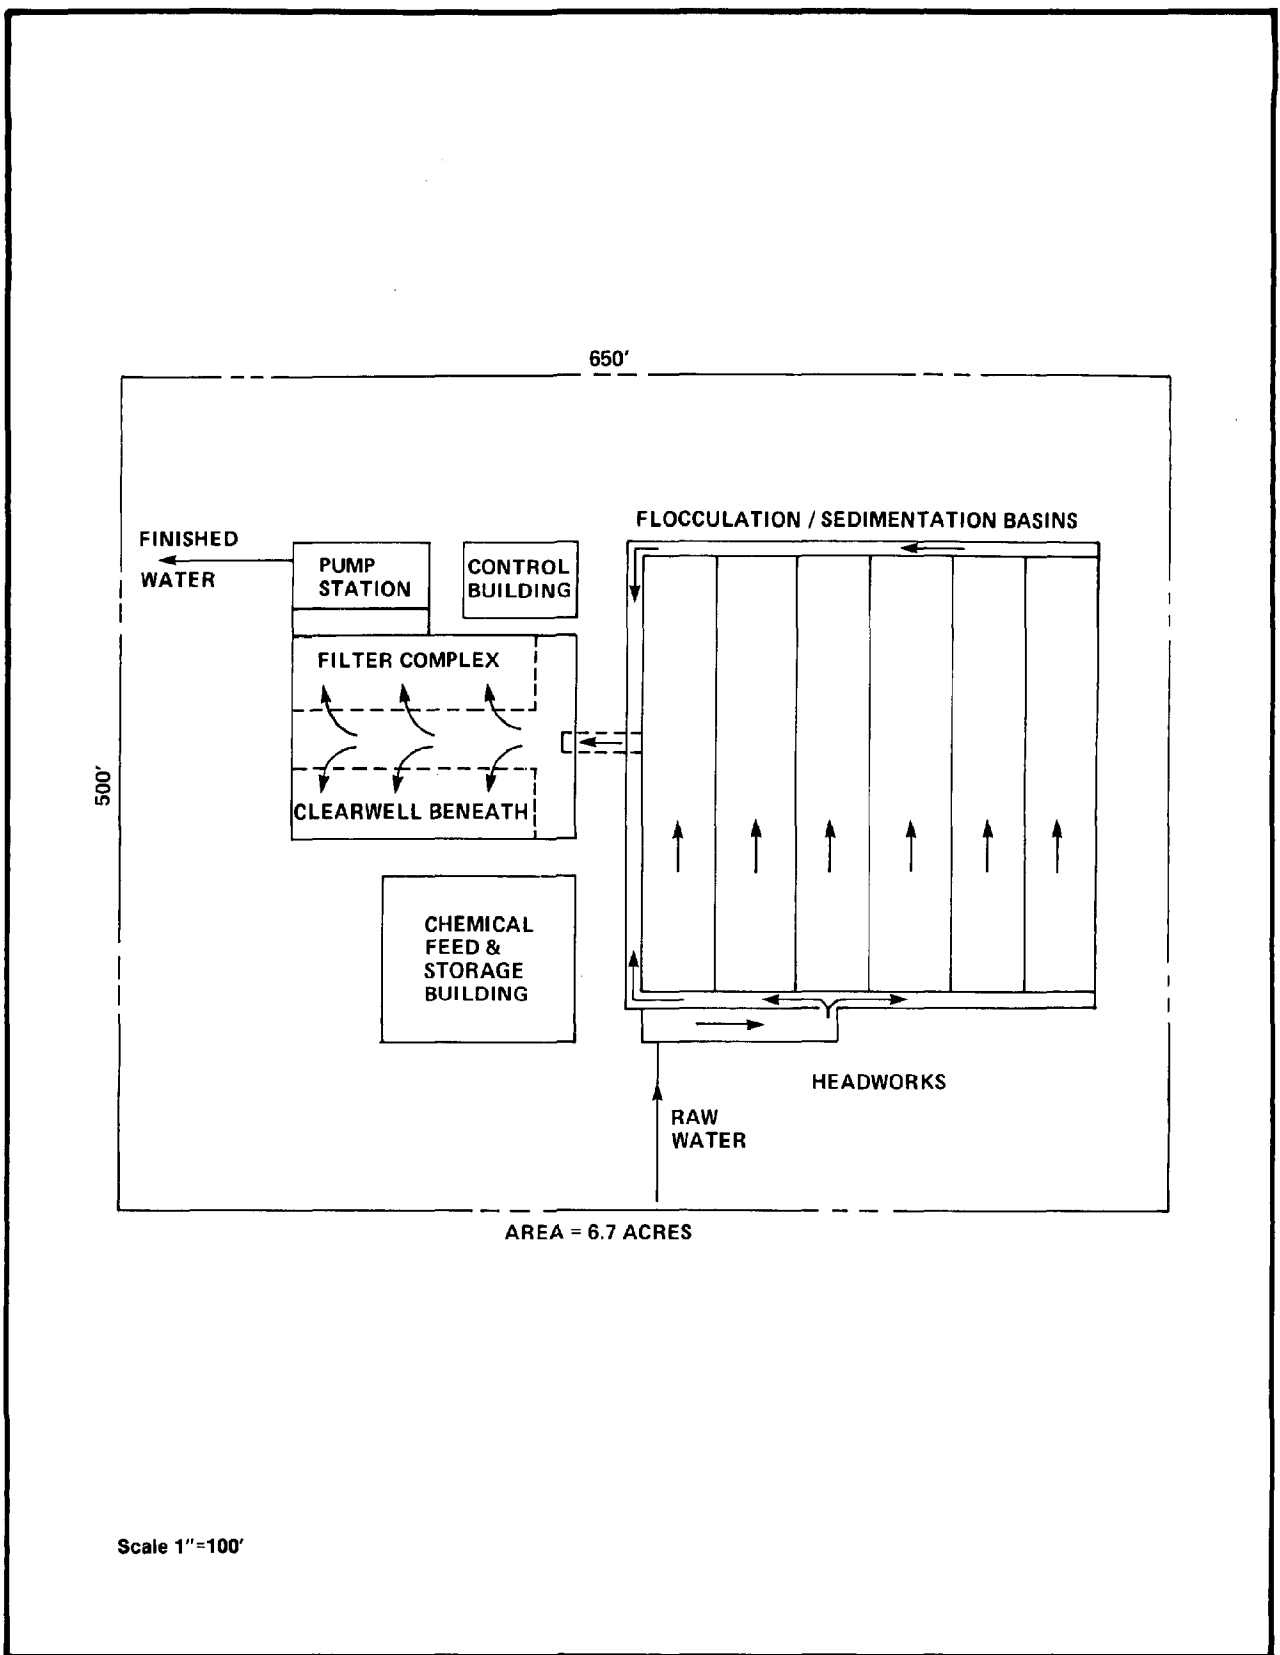 650'
FLOCCULATION / SEDIMENTATION BASINS
FINISHED
WATER
PUMP
STATION
CONTROL
BUILDING
FILTER COMPLEX
500'
CLEARWELL BENEATH
CHEMICAL
FEED &
STORAGE
BUILDING
HEADWORKS
RAW
WATER
AREA = 6.7 ACRES
Scale 1"=100'